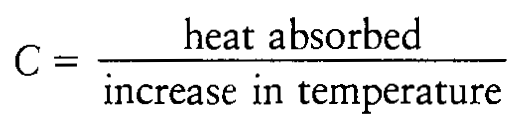 C = heat absorbed
increase in temperature